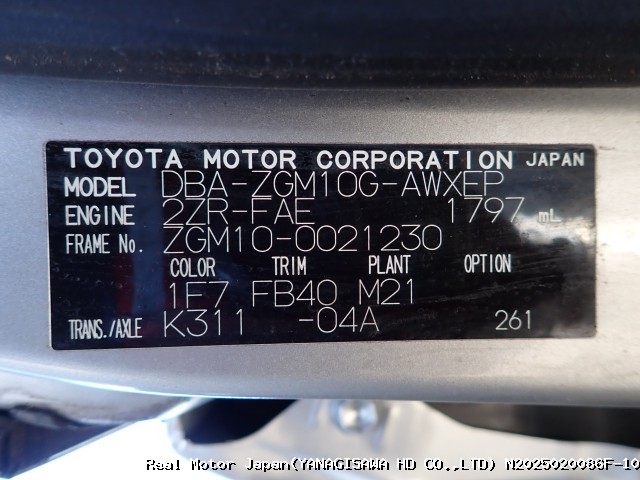 TOYOTA MOTOR CORPORATION JAPAN
MODEL DBA-ZGM10G-AWXEP
ENGINE 2ZR-FAE 1797 mL
FRAME No. ZGM10-0021230
COLOR TRIM PLANT OPTION
1F7 FB40 M21
TRANS./AXLE K311 -04A 261
Real Motor Japan(YANAGISAWA HD CO.,LTD) N2025020086F-10